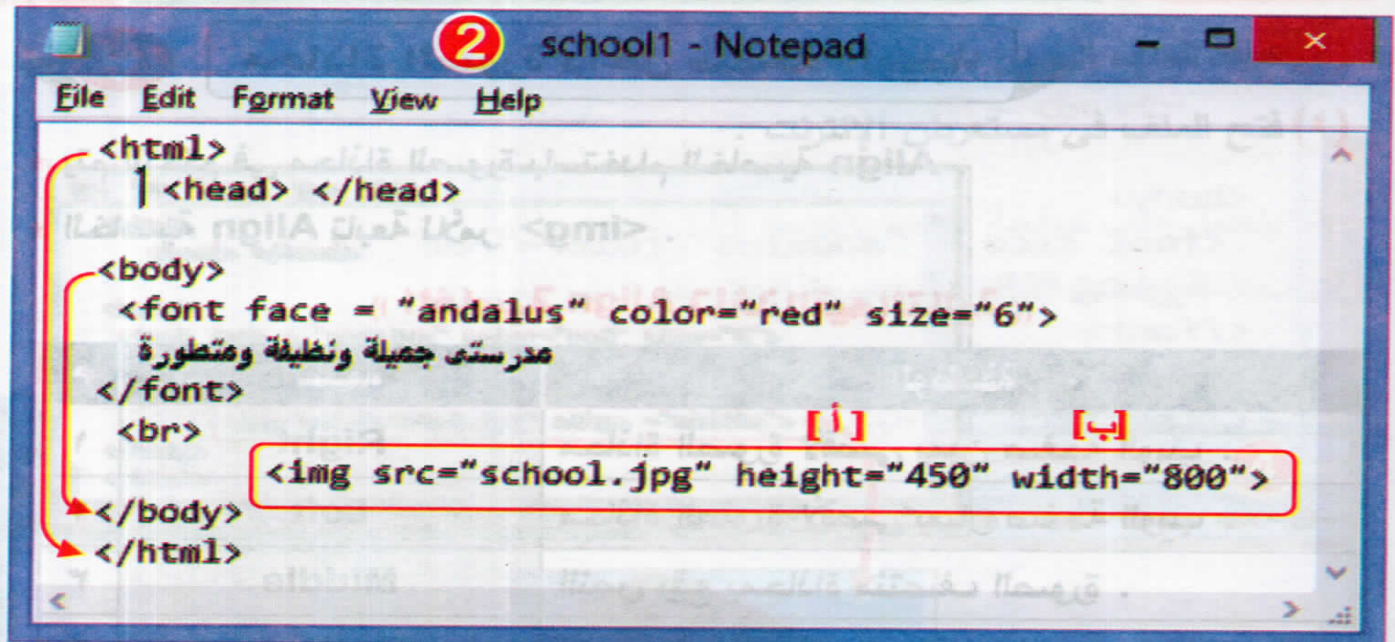 2 school1 - Notepad
File Edit Format View Help
<html>
<head> </head>
<body>
<font face = "andalus" color="red" size="6">
مدرستى جميلة ونظيفة ومتطورة
</font>
<br>
[أ] [ب]
<img src="school.jpg" height="450" width="800">
</body>
</html>